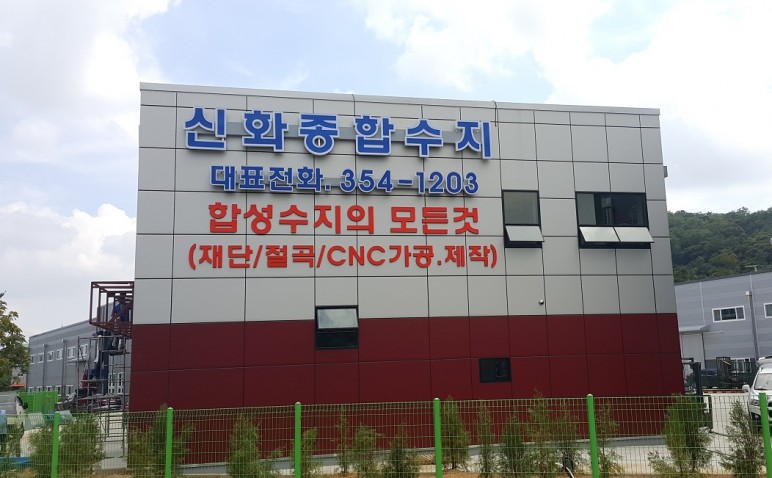 신화종합수지
대표전화. 354-1203
합성수지의 모든것
(재단/절곡/CNC가공.제작)